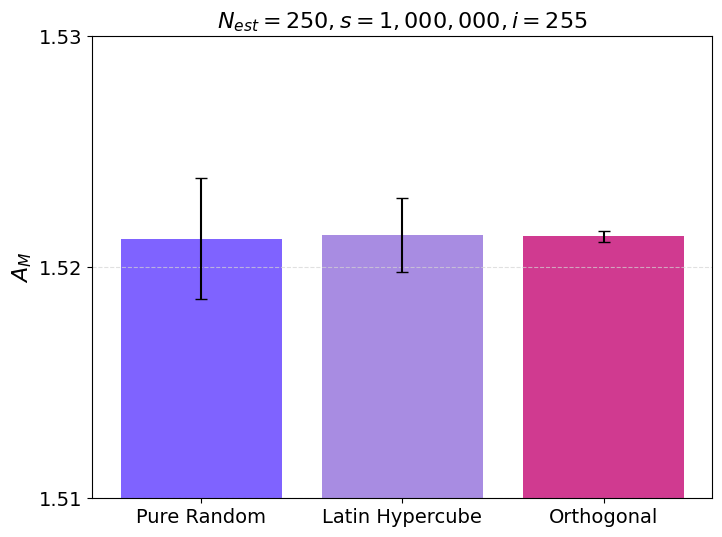 N_est = 250, s = 1,000,000, i = 255
1.53
1.52
1.51
A_M
Pure Random Latin Hypercube Orthogonal